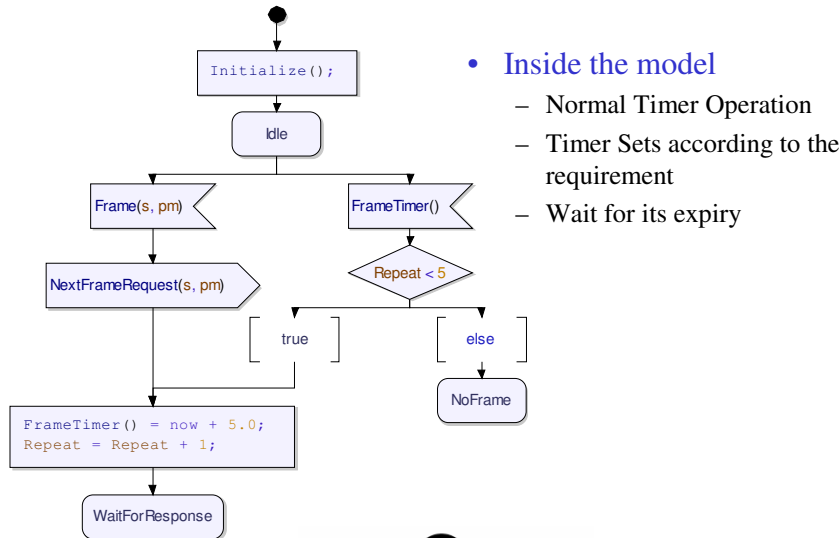 Initialize();
Idle
Frame(s, pm)
FrameTimer()
NextFrameRequest(s, pm)
Repeat < 5
true
else
NoFrame
FrameTimer() = now + 5.0;
Repeat = Repeat + 1;
WaitForResponse
• Inside the model
– Normal Timer Operation
– Timer Sets according to the
requirement
– Wait for its expiry